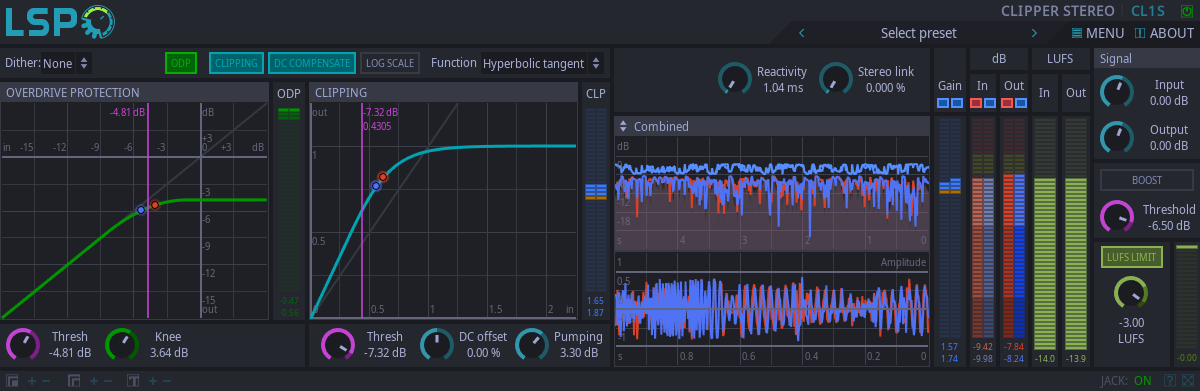 LSP
CLIPPER STEREO CL1S
Select preset
MENU ABOUT
Dither: None
ODP
CLIPPING
DC COMPENSATE
LOG SCALE
Function Hyperbolic tangent
OVERDRIVE PROTECTION
-4.81 dB
dB
+3
in -15 -12 -9 -6 -3 0 +3 dB
-3
-6
-9
-12
-15
out
ODP
-0.47
-0.56
Thresh
-4.81 dB
Knee
3.64 dB
CLIPPING
out
-7.32 dB
0.4305
1
0.5
0 0.5 1 1.5 2 in
CLP
1.65
1.87
Thresh
-7.32 dB
DC offset
0.00 %
Pumping
3.30 dB
Reactivity
1.04 ms
Stereo link
0.000 %
Combined
dB
0
-12
-18
s 4 3 2 1 0
1
Amplitude
0.5
0
-1
s 0.8 0.6 0.4 0.2 0
dB LUFS
Gain In Out In Out
1.57
1.74
-9.42
-9.98
-7.84
-8.24
-14.0
-13.9
Signal
Input
0.00 dB
Output
0.00 dB
BOOST
Threshold
-6.50 dB
LUFS LIMIT
-3.00
LUFS
-0.00
JACK: ON